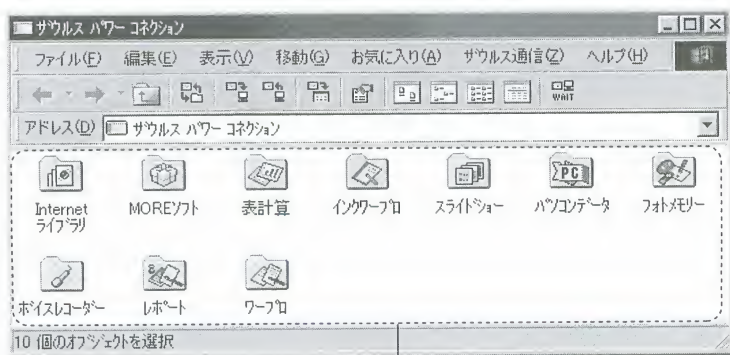 ザウルス パワー コネクション
ファイル(F) 編集(E) 表示(V) 移動(G) お気に入り(A) ザウルス通信(Z) ヘルプ(H)
WAIT
アドレス(D) ザウルス パワー コネクション
PC
Internet ライブラリ
MOREソフト
表計算
インクワープロ
スライドショー
パソコンデータ
フォトメモリー
ボイスレコーダー
レポート
ワープロ
10 個のオブジェクトを選択